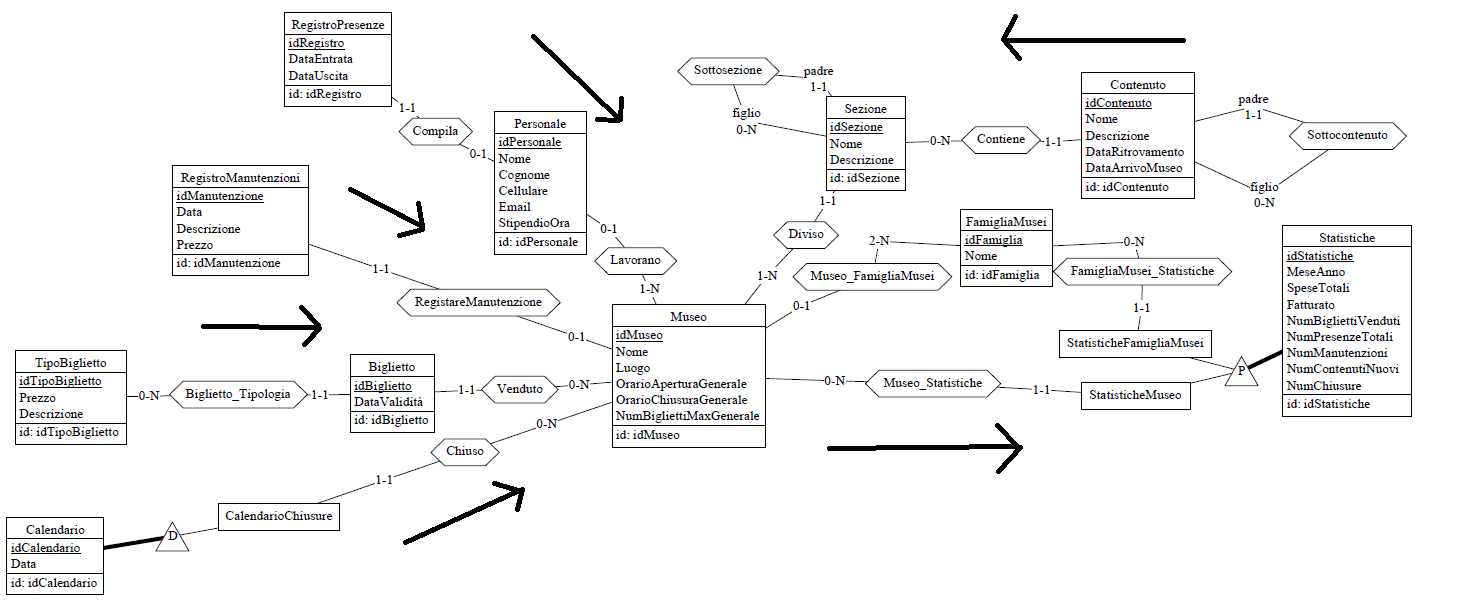 RegistroPresenze
idRegistro
DataEntrata
DataUscita
id: idRegistro
1-1
Compila
0-1
Personale
idPersonale
Nome
Cognome
Cellulare
Email
StipendioOra
id: idPersonale
0-1
Lavorano
1-N
RegistroManutenzioni
idManutenzione
Data
Descrizione
Prezzo
id: idManutenzione
1-1
RegistareManutenzione
0-1
Sottosezione
padre
1-1
figlio
0-N
Sezione
idSezione
Nome
Descrizione
id: idSezione
0-N
Contiene
1-1
Contenuto
idContenuto
Nome
Descrizione
DataRitrovamento
DataArrivoMuseo
id: idContenuto
padre
1-1
Sottocontenuto
figlio
0-N
1-1
Diviso
1-N
2-N
Museo_FamigliaMusei
0-1
FamigliaMusei
idFamiglia
Nome
id: idFamiglia
0-N
FamigliaMusei_Statistiche
1-1
StatisticheFamigliaMusei
P
Statistiche
idStatistiche
MeseAnno
SpeseTotali
Fatturato
NumBigliettiVenduti
NumPresenzeTotali
NumManutenzioni
NumContenutiNuovi
NumChiusure
id: idStatistiche
Museo
idMuseo
Nome
Luogo
OrarioAperturaGenerale
OrarioChiusuraGenerale
NumBigliettiMaxGenerale
id: idMuseo
0-N
Museo_Statistiche
1-1
StatisticheMuseo
TipoBiglietto
idTipoBiglietto
Prezzo
Descrizione
id: idTipoBiglietto
0-N
Biglietto_Tipologia
1-1
Biglietto
idBiglietto
DataValidità
id: idBiglietto
1-1
Venduto
0-N
0-N
Chiuso
1-1
CalendarioChiusure
D
Calendario
idCalendario
Data
id: idCalendario